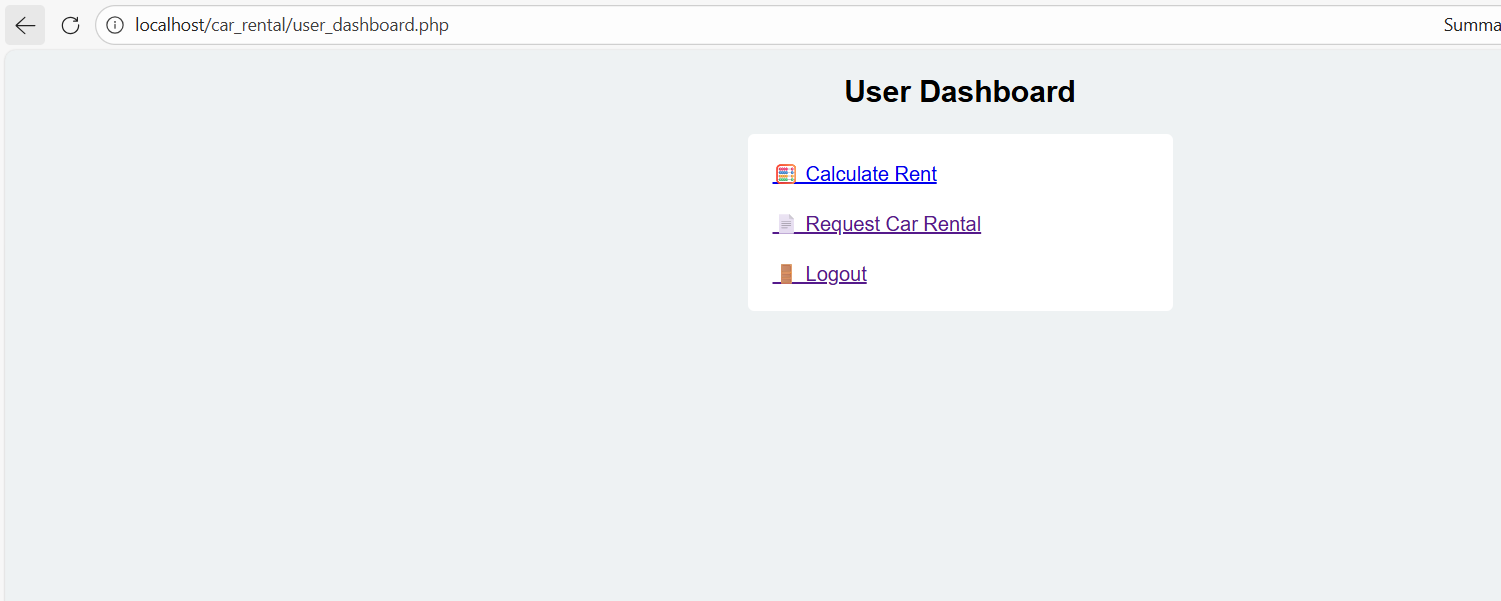 localhost/car_rental/user_dashboard.php
Summa
User Dashboard
Calculate Rent
Request Car Rental
Logout